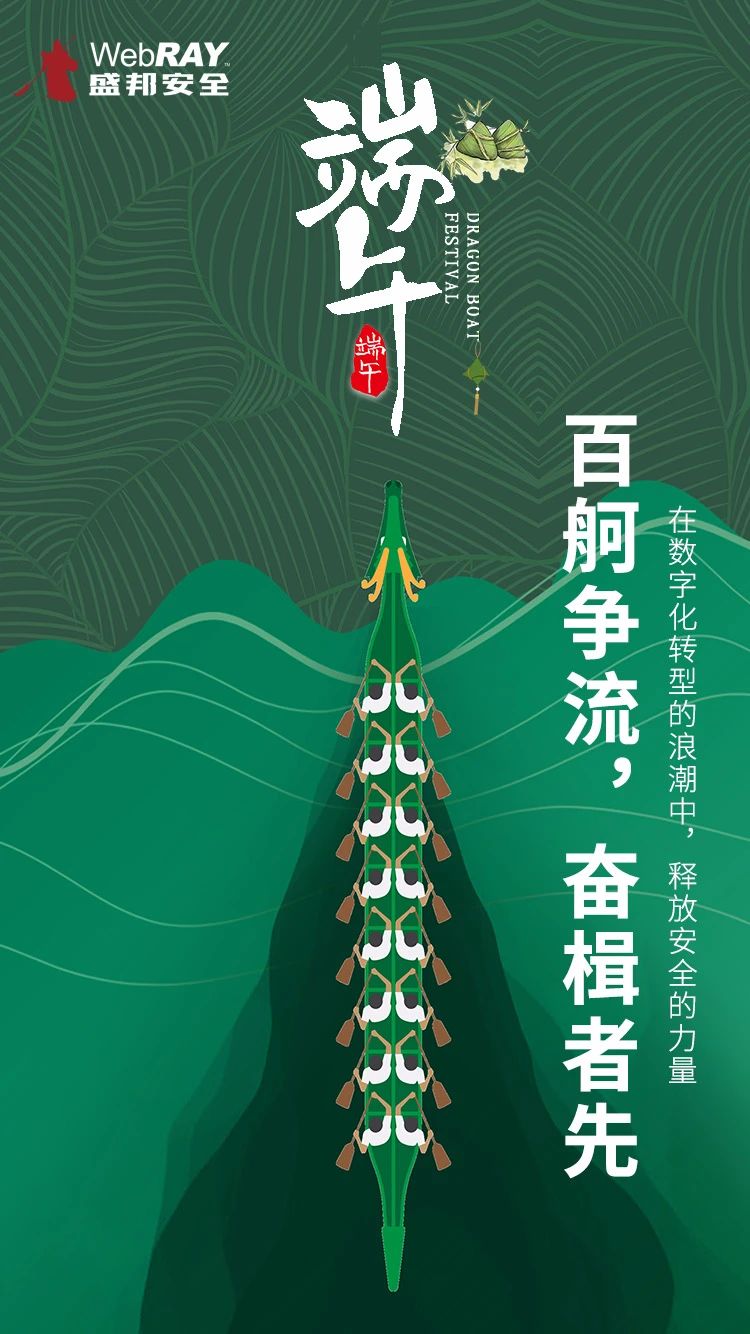 WebRAY™
盛邦安全
端午
DRAGON BOAT
FESTIVAL
端午
百舸争流，奋楫者先
在数字化转型的浪潮中，释放安全的力量